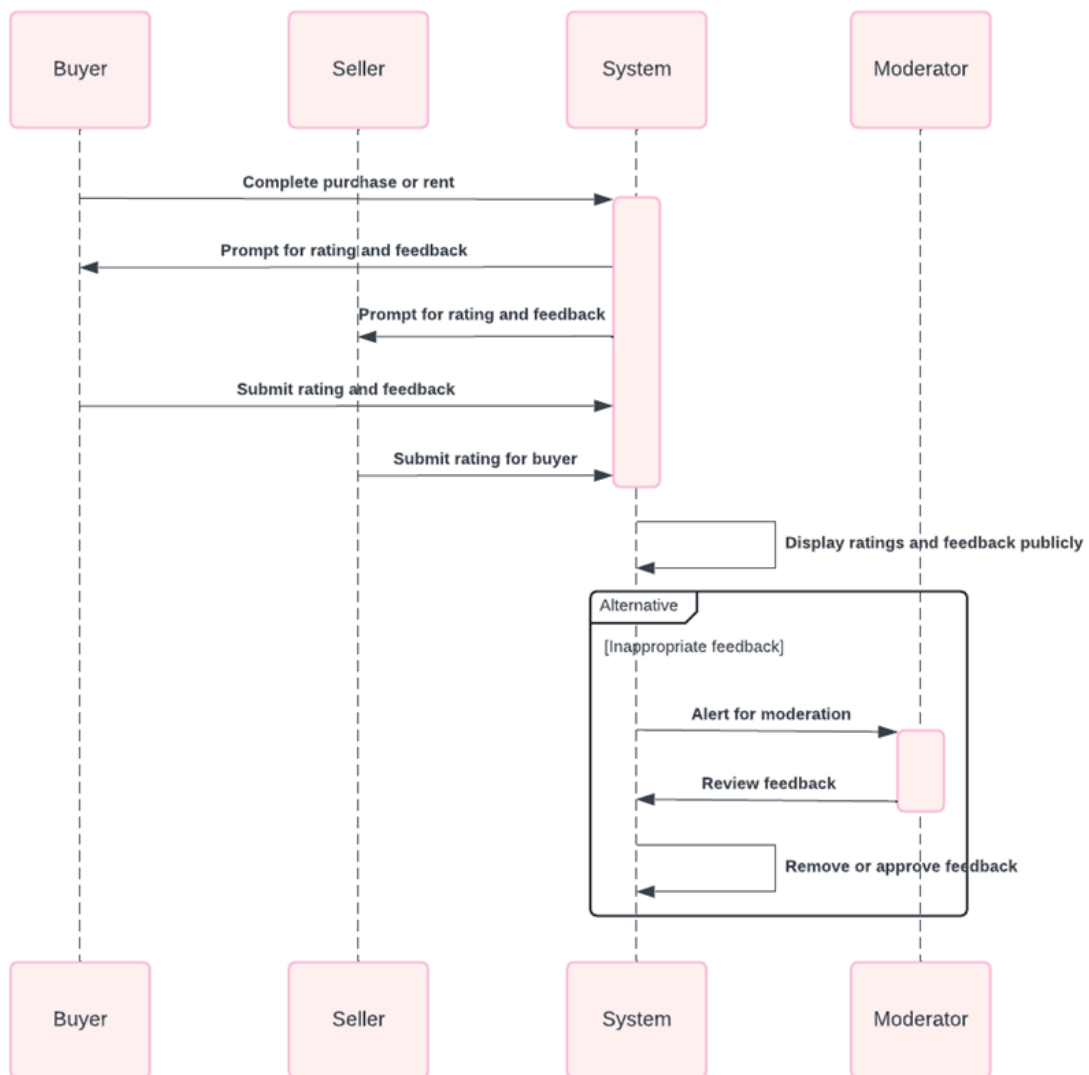 Buyer
Seller
System
Moderator
Complete purchase or rent
Prompt for rating and feedback
Prompt for rating and feedback
Submit rating and feedback
Submit rating for buyer
Display ratings and feedback publicly
Alternative
[Inappropriate feedback]
Alert for moderation
Review feedback
Remove or approve feedback
Buyer
Seller
System
Moderator